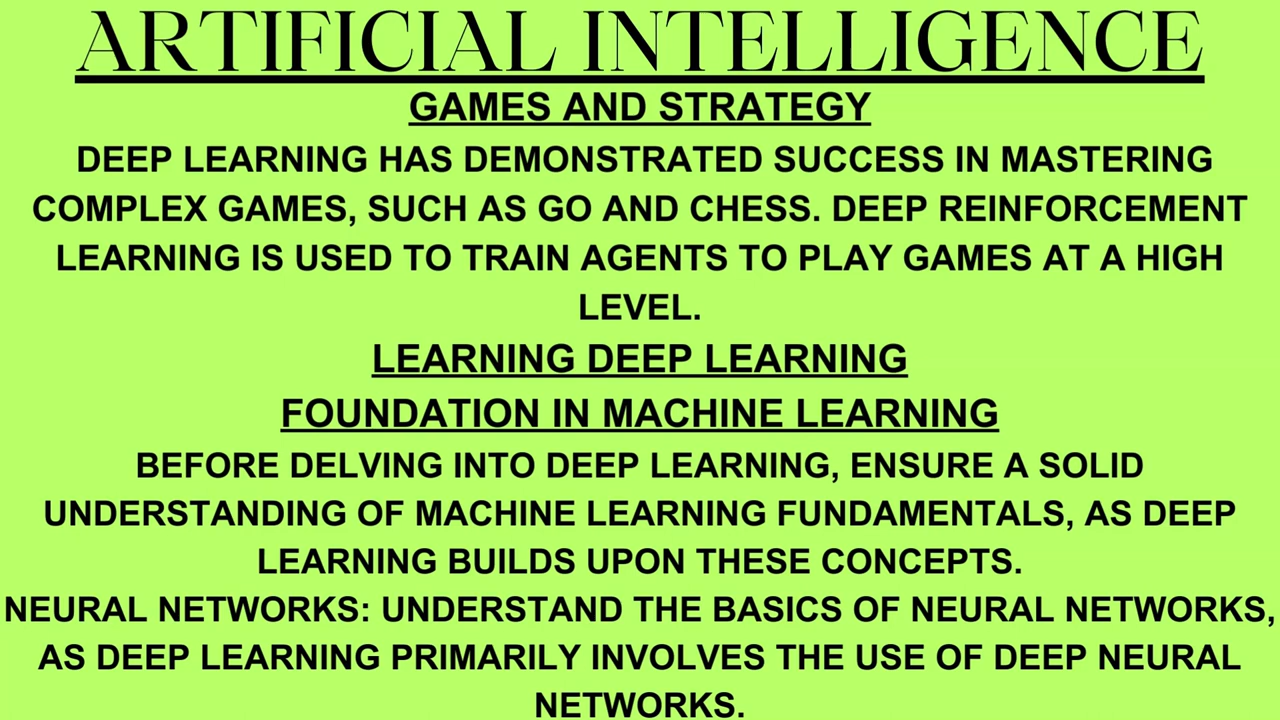 ARTIFICIAL INTELLIGENCE
GAMES AND STRATEGY
DEEP LEARNING HAS DEMONSTRATED SUCCESS IN MASTERING
COMPLEX GAMES, SUCH AS GO AND CHESS. DEEP REINFORCEMENT
LEARNING IS USED TO TRAIN AGENTS TO PLAY GAMES AT A HIGH
LEVEL.
LEARNING DEEP LEARNING
FOUNDATION IN MACHINE LEARNING
BEFORE DELVING INTO DEEP LEARNING, ENSURE A SOLID
UNDERSTANDING OF MACHINE LEARNING FUNDAMENTALS, AS DEEP
LEARNING BUILDS UPON THESE CONCEPTS.
NEURAL NETWORKS: UNDERSTAND THE BASICS OF NEURAL NETWORKS,
AS DEEP LEARNING PRIMARILY INVOLVES THE USE OF DEEP NEURAL
NETWORKS.